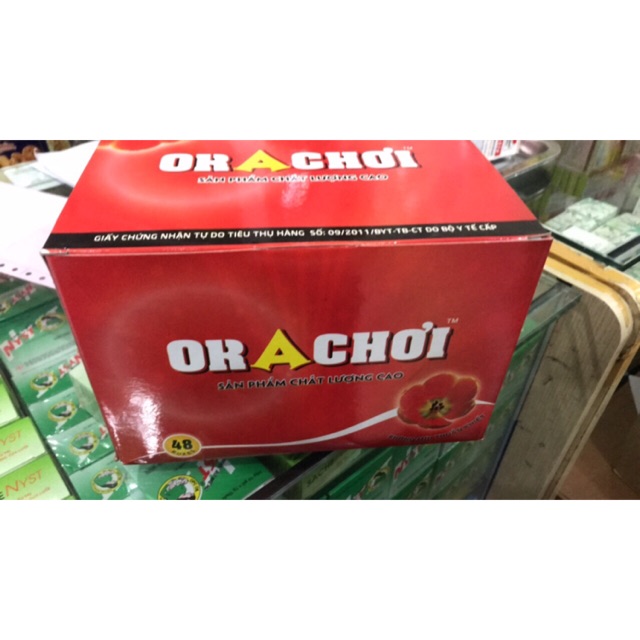 ORACHƠI™
SẢN PHẨM CHẤT LƯỢNG CAO
GIẤY CHỨNG NHẬN TỰ DO TIÊU THỤ HÀNG SỐ: 09/2011/BYT-TB-CT DO BỘ Y TẾ CẤP
ORACHƠI™
SẢN PHẨM CHẤT LƯỢNG CAO
48
NYST